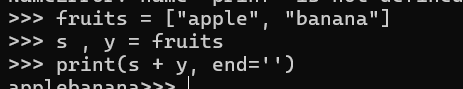 >>> fruits = ["apple", "banana"]
>>> s , y = fruits
>>> print(s + y, end='')
applebanana>>>